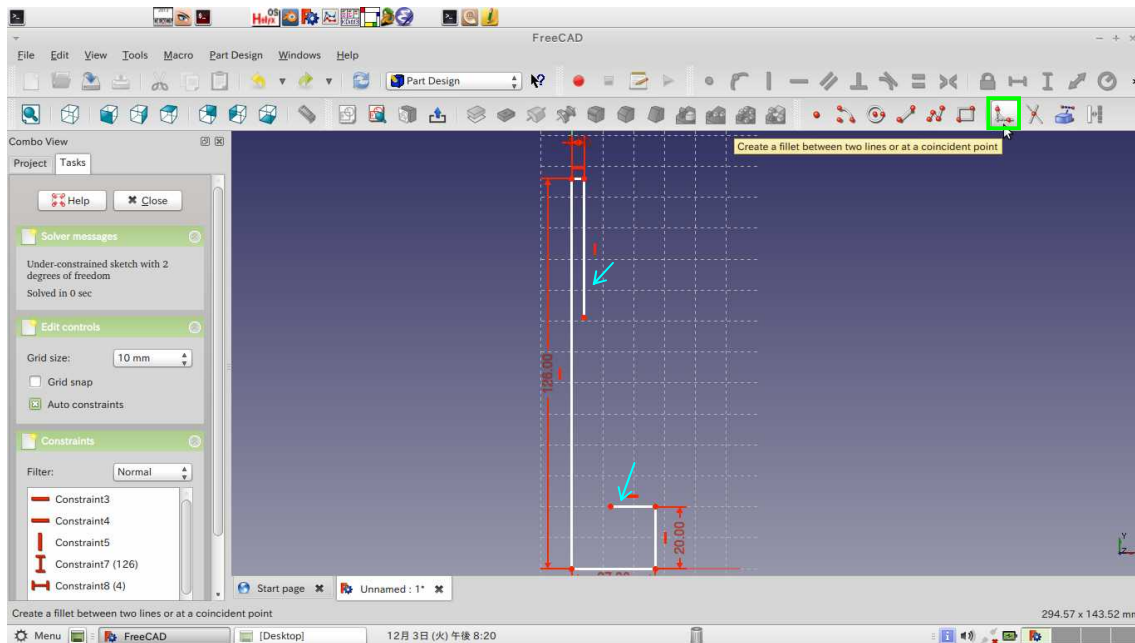 FreeCAD
File Edit View Tools Macro Part Design Windows Help
Part Design
Combo View
Project Tasks
Create a fillet between two lines or at a coincident point
Help Close
Solver messages
Under-constrained sketch with 2
degrees of freedom
Solved in 0 sec
Edit controls
Grid size: 10 mm
Grid snap
Auto constraints
Constraints
Filter: Normal
Constraint3
Constraint4
Constraint5
Constraint7 (126)
Constraint8 (4)
126.00
20.00
Y
Z
Start page Unnamed : 1*
Create a fillet between two lines or at a coincident point 294.57 x 143.52 mm
Menu FreeCAD [Desktop] 12月 3日 (火) 午後 8:20